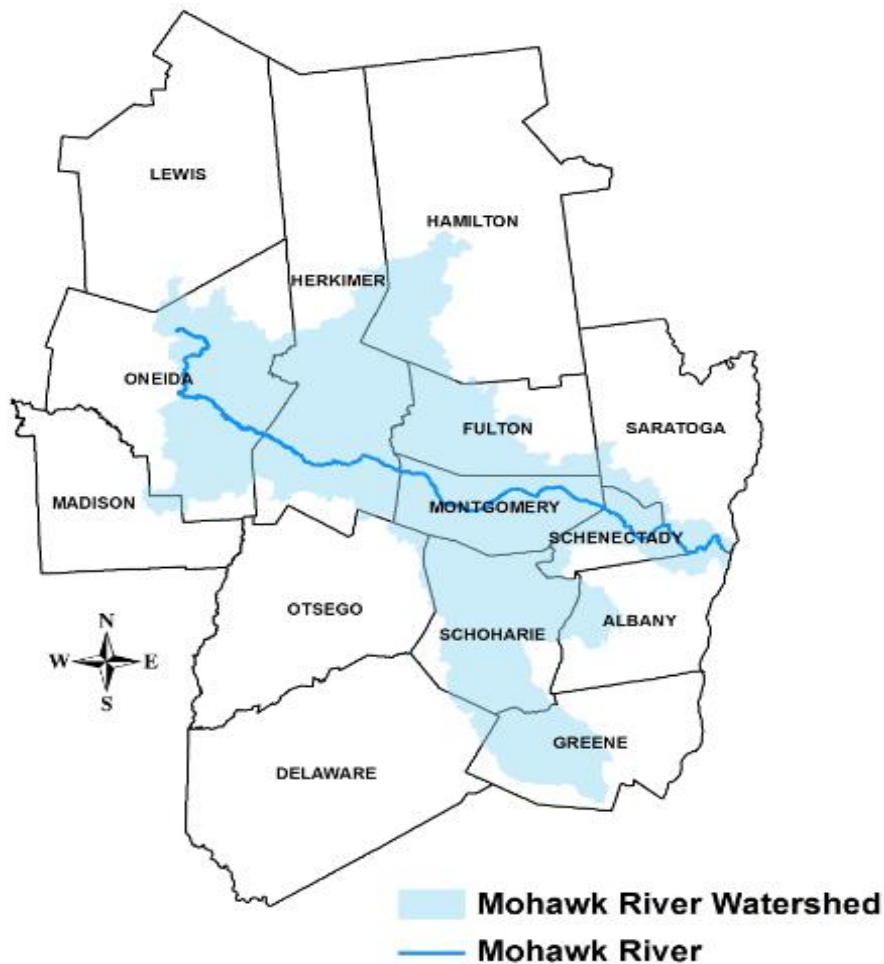 LEWIS
HAMILTON
HERKIMER
ONEIDA
FULTON
SARATOGA
MADISON
MONTGOMERY
SCHENECTADY
OTSEGO
ALBANY
SCHOHARIE
N
W E
S
GREENE
DELAWARE
Mohawk River Watershed
Mohawk River